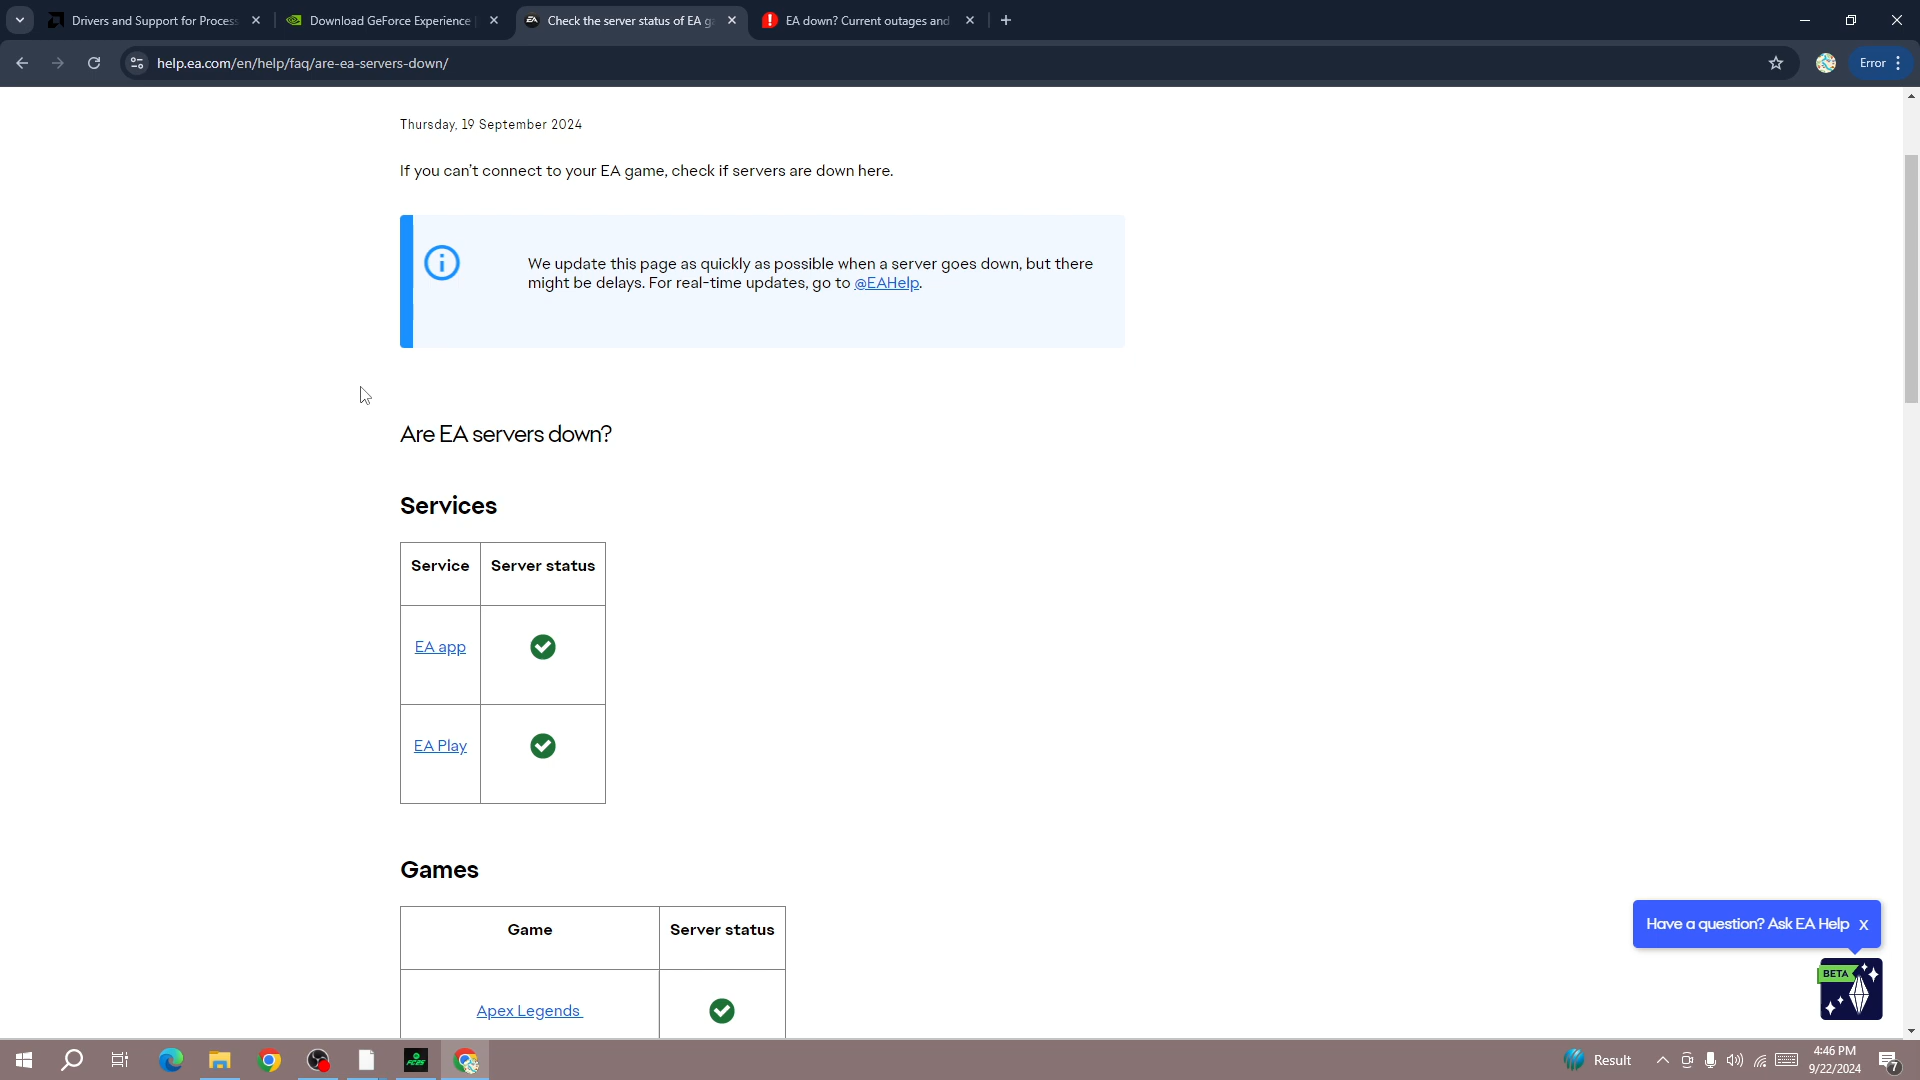 Drivers and Support for Process
Download GeForce Experience
Check the server status of EA g
EA down? Current outages and
help.ea.com/en/help/faq/are-ea-servers-down/
Error
Thursday, 19 September 2024
If you can't connect to your EA game, check if servers are down here.
We update this page as quickly as possible when a server goes down, but there
might be delays. For real-time updates, go to @EAHelp.
Are EA servers down?
Services
Service Server status
EA app
EA Play
Games
Game Server status
Apex Legends
Have a question? Ask EA Help X
BETA
Result
4:46 PM
9/22/2024
7